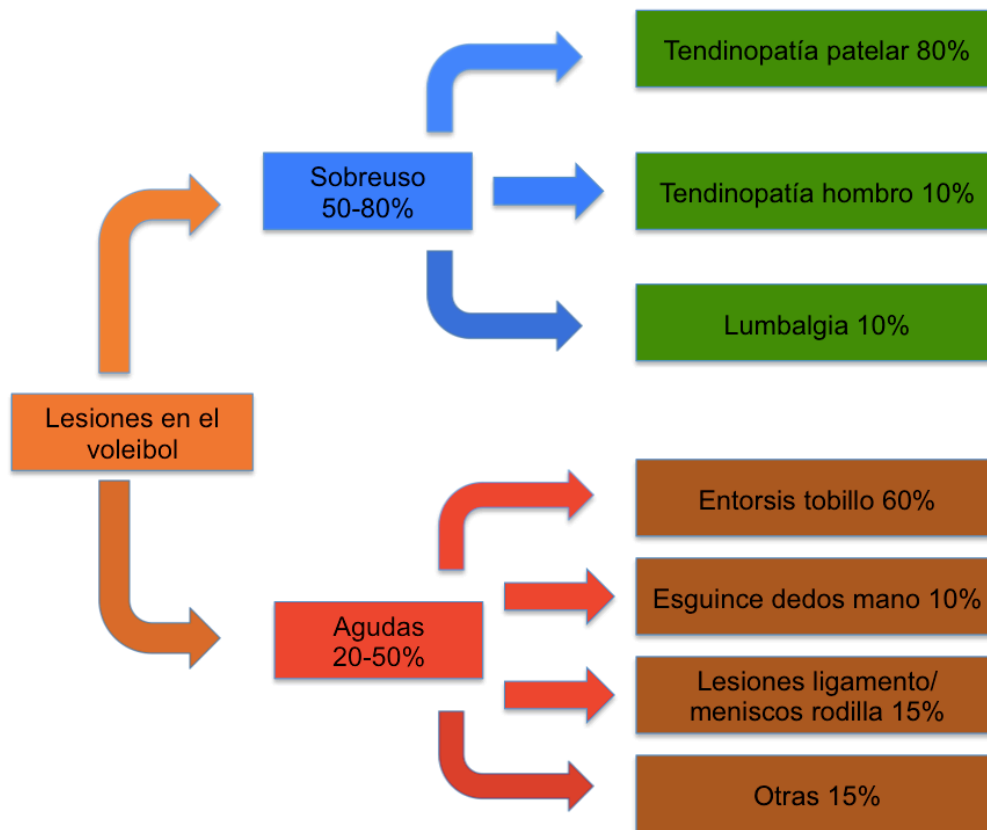 Lesiones en el
voleibol
Sobreuso
50-80%
Tendinopatía patelar 80%
Tendinopatía hombro 10%
Lumbalgia 10%
Agudas
20-50%
Entorsis tobillo 60%
Esguince dedos mano 10%
Lesiones ligamento/
meniscos rodilla 15%
Otras 15%